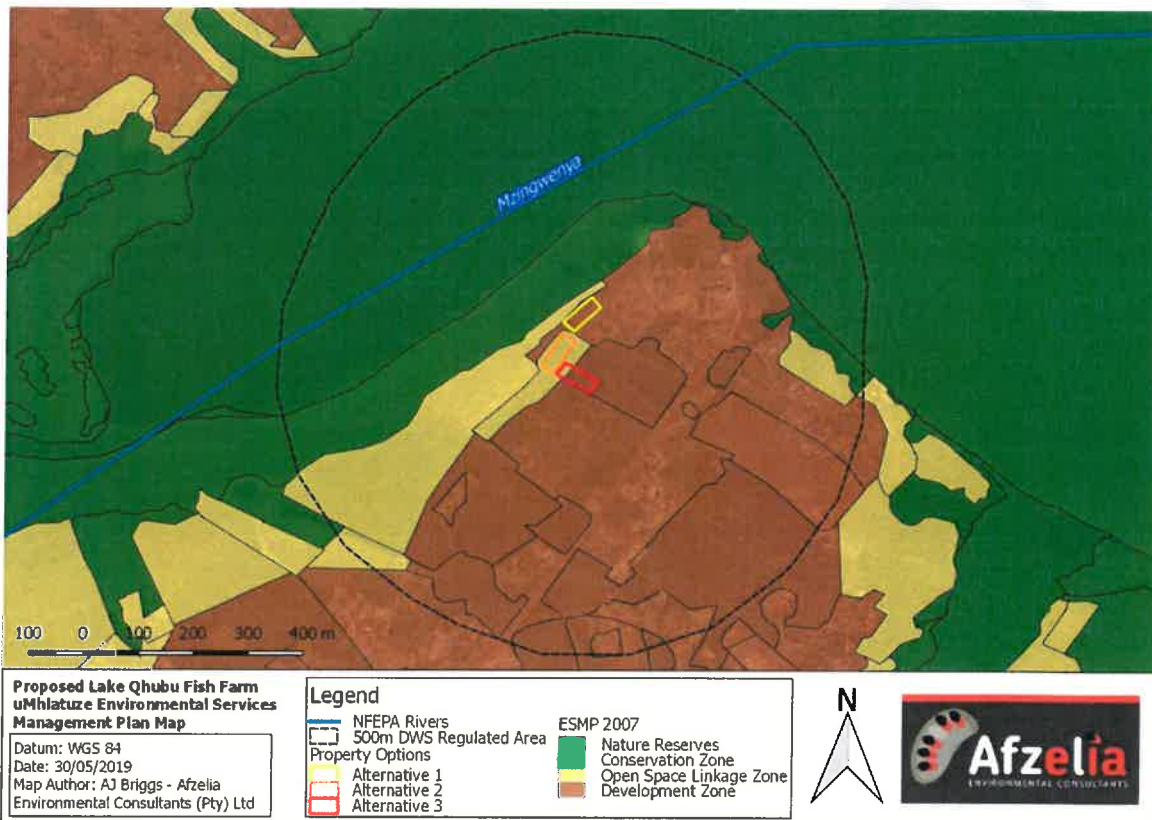 Mzingwenya
100 0 100 200 300 400 m
Proposed Lake Qhubu Fish Farm
uMhlatuze Environmental Services
Management Plan Map
Datum: WGS 84
Date: 30/05/2019
Map Author: AJ Briggs - Afzelia
Environmental Consultants (Pty) Ltd
Legend
NFEPA Rivers
500m DWS Regulated Area
Property Options
Alternative 1
Alternative 2
Alternative 3
ESMP 2007
Nature Reserves
Conservation Zone
Open Space Linkage Zone
Development Zone
N
Afzelia
ENVIRONMENTAL CONSULTANTS